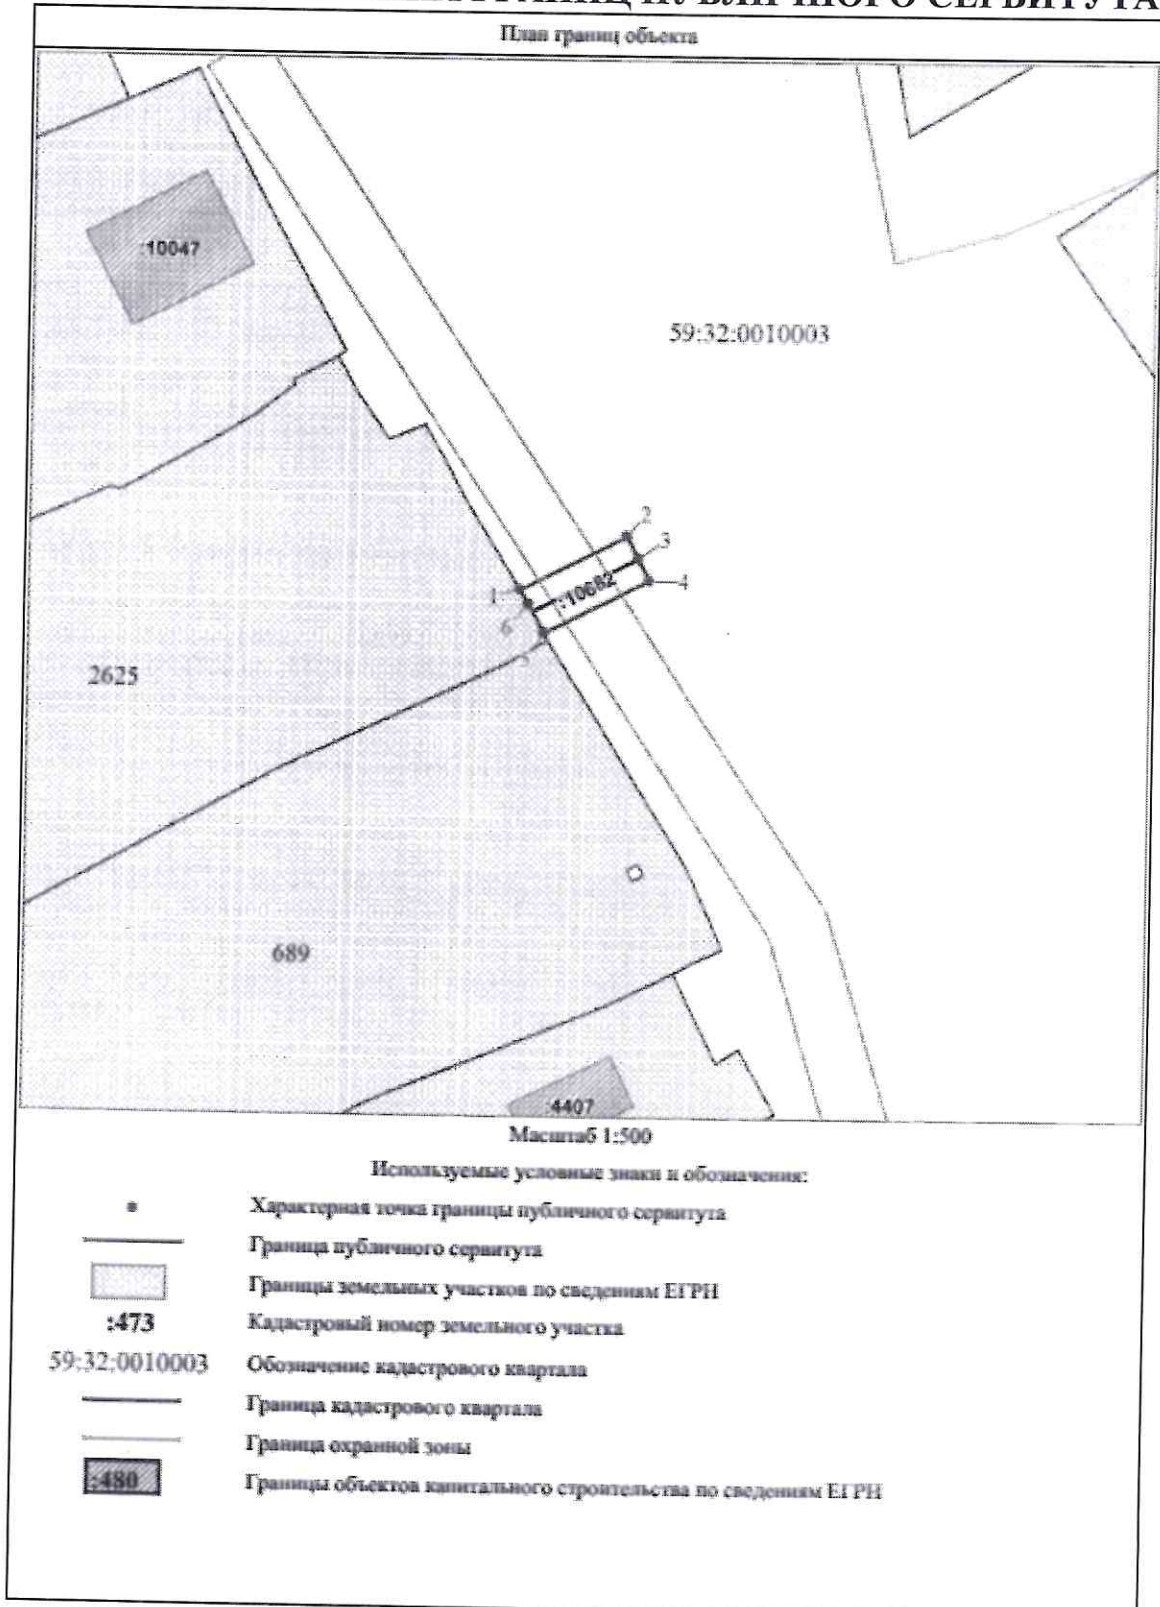 ПУБЛИЧНОГО СЕРВИТУТА
План границ объекта
:10047
59:32:0010003
2
3
1
:10682
4
6
5
2625
689
:4407
Масштаб 1:500
Используемые условные знаки и обозначения:
Характерная точка границы публичного сервитута
Граница публичного сервитута
Границы земельных участков по сведениям ЕГРН
:473 Кадастровый номер земельного участка
59:32:0010003 Обозначение кадастрового квартала
Граница кадастрового квартала
Граница охранной зоны
:480 Границы объектов капитального строительства по сведениям ЕГРН